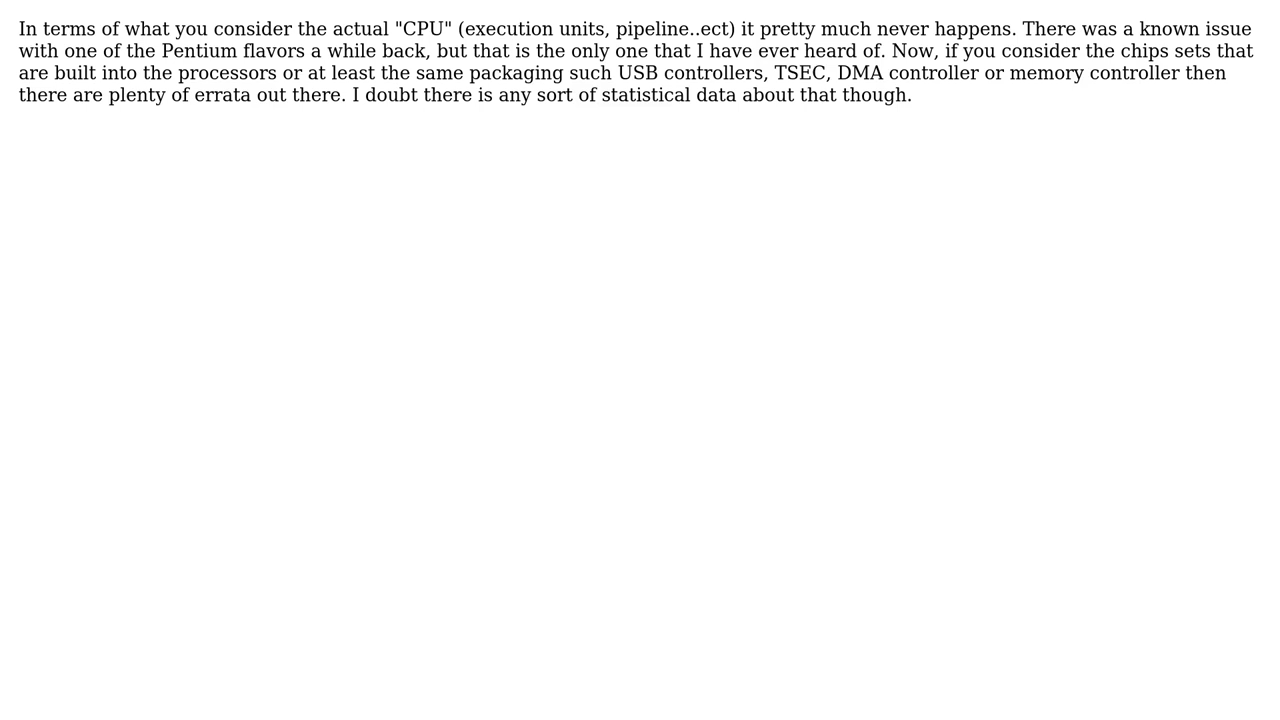 In terms of what you consider the actual "CPU" (execution units, pipeline..ect) it pretty much never happens. There was a known issue
with one of the Pentium flavors a while back, but that is the only one that I have ever heard of. Now, if you consider the chips sets that
are built into the processors or at least the same packaging such USB controllers, TSEC, DMA controller or memory controller then
there are plenty of errata out there. I doubt there is any sort of statistical data about that though.